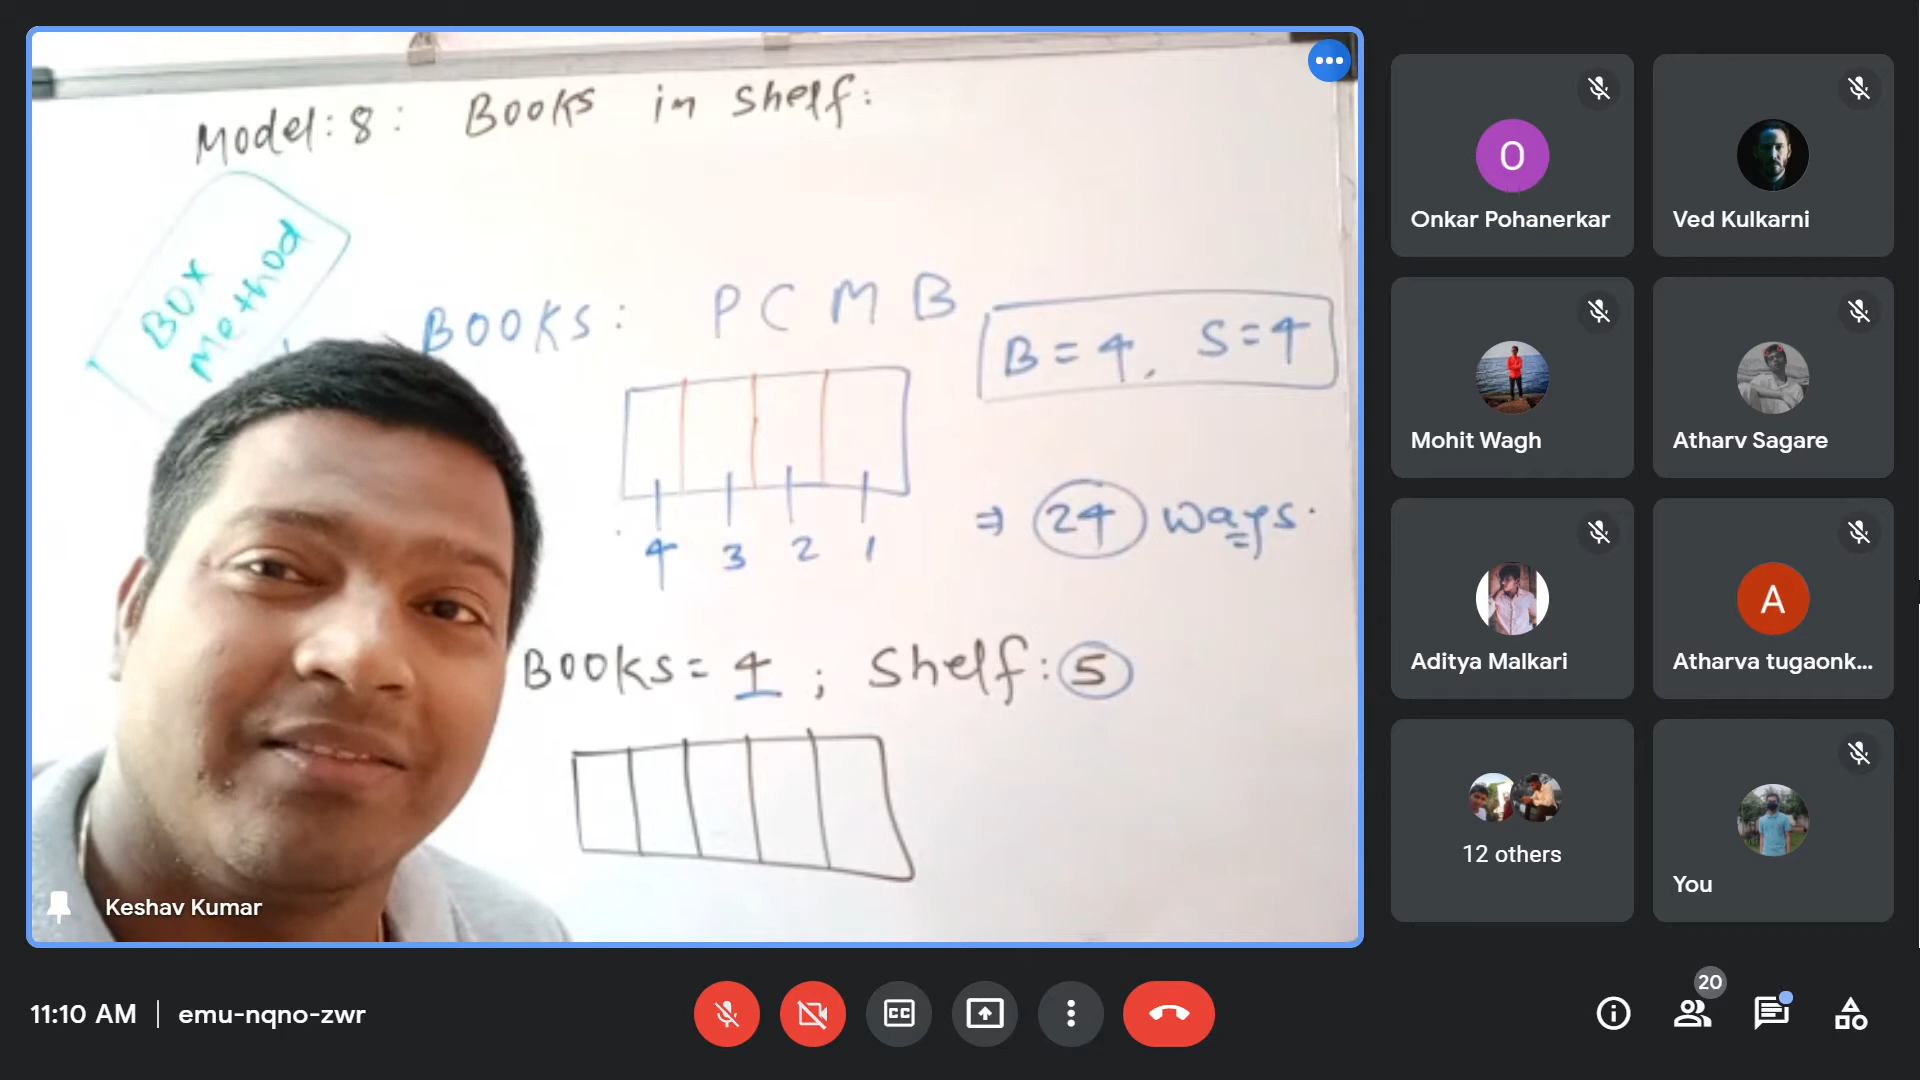 Model: 8: Books in shelf:
Box
Method
BOOKS: P C M B
B = 4, S = 4
4 3 2 1
⇒ 24 ways.
Books = 4 ; Shelf: 5
Keshav Kumar
Onkar Pohanerkar
Ved Kulkarni
Mohit Wagh
Atharv Sagare
Aditya Malkari
Atharva tugaonk...
12 others
You
O
A
11:10 AM | emu-nqno-zwr
CC
20